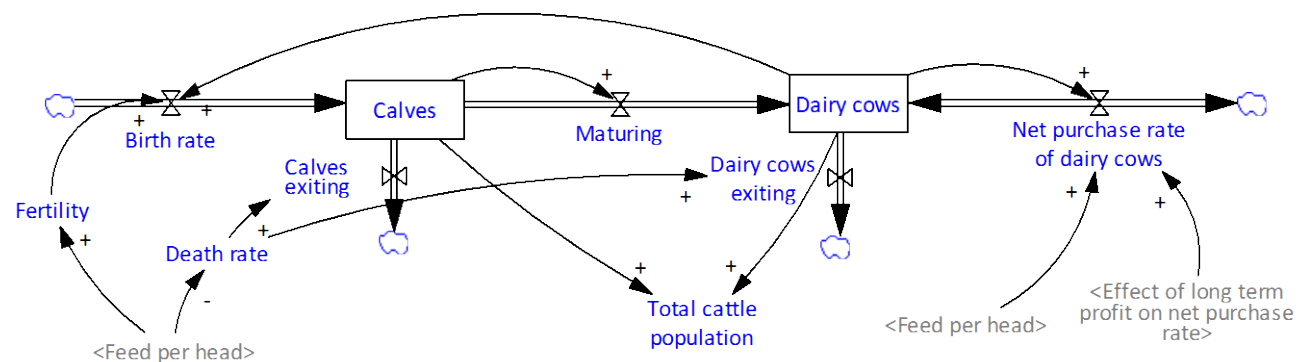 +
+
Calves
Dairy cows
+
+
Birth rate
Maturing
Net purchase rate
of dairy cows
Calves
exiting
Dairy cows
exiting
+
+
+
Fertility
+
+
Death rate
+
+
-
Total cattle
population
<Feed per head>
<Feed per head>
<Effect of long term
profit on net purchase
rate>